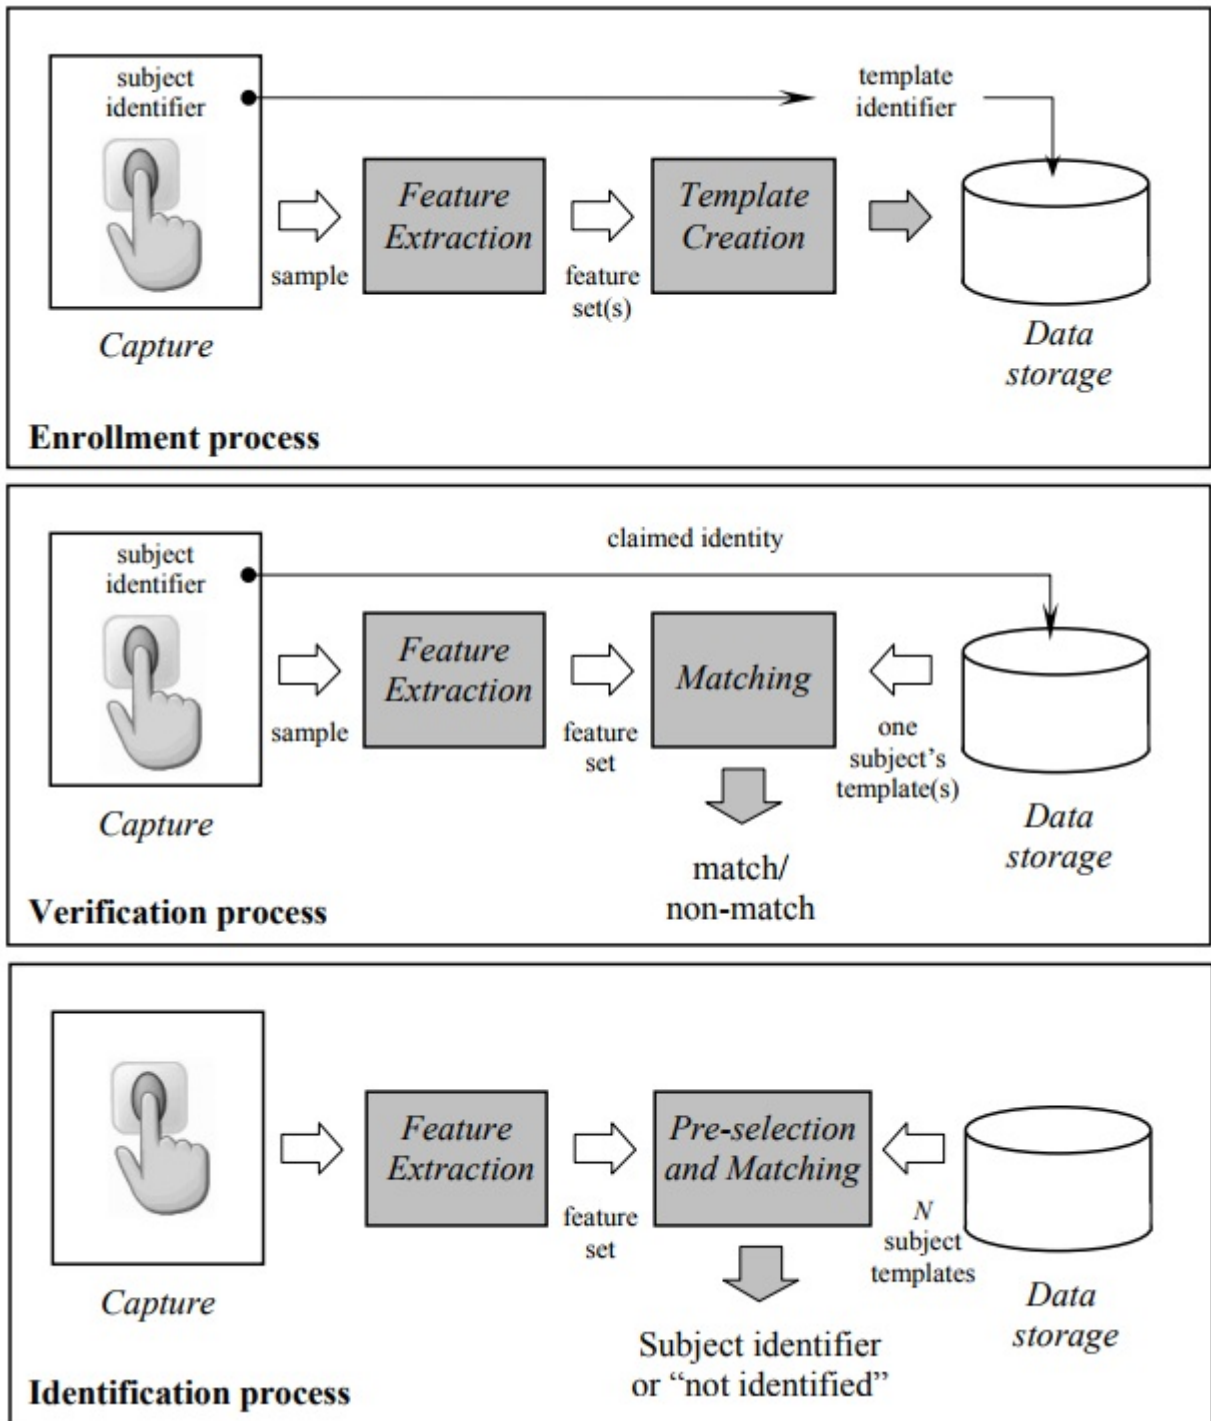 subject
identifier
template
identifier
Feature
Extraction
Template
Creation
sample
feature
set(s)
Capture
Data
storage
Enrollment process
subject
identifier
claimed identity
Feature
Extraction
Matching
sample
feature
set
one
subject's
template(s)
Capture
Data
storage
match/
non-match
Verification process
Feature
Extraction
Pre-selection
and Matching
feature
set
N
subject
templates
Capture
Data
storage
Subject identifier
or “not identified”
Identification process